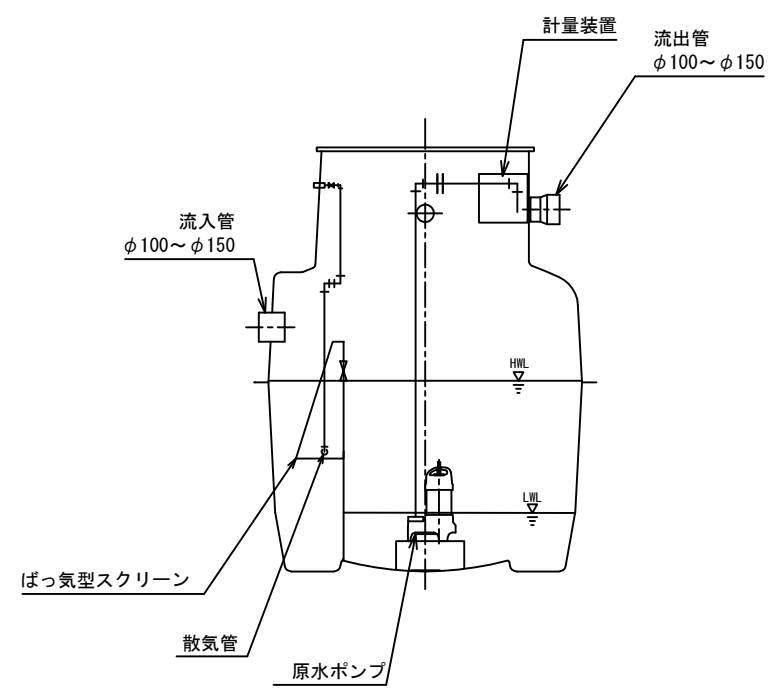 計量装置
流出管
φ100～φ150
流入管
φ100～φ150
HWL
LWL
ばっ気型スクリーン
散気管
原水ポンプ